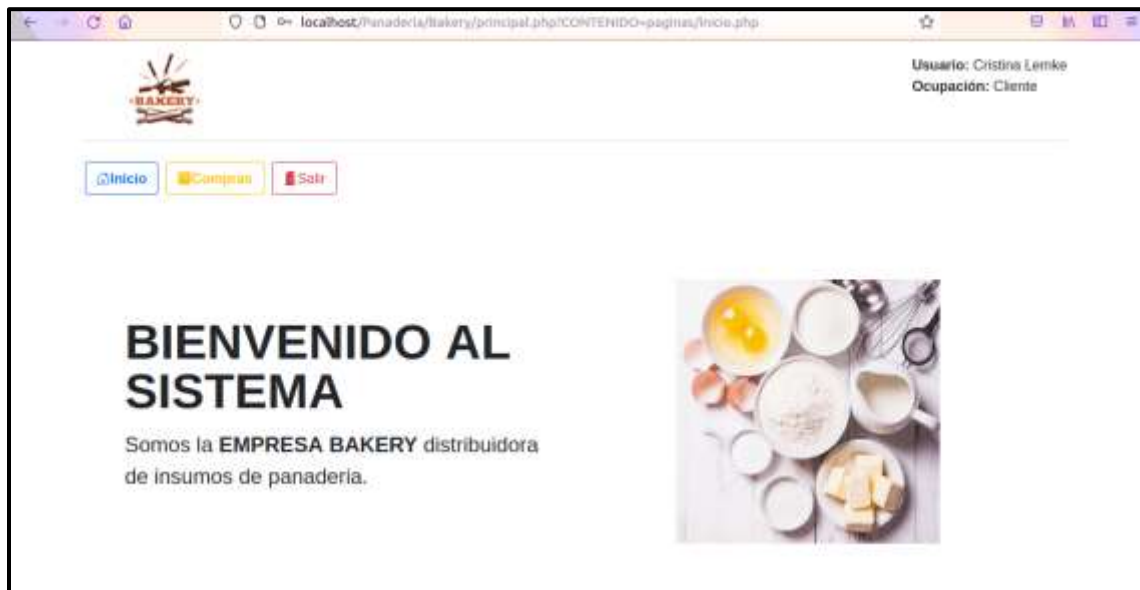 localhost/Panaderia/Bakery/principal.php?CONTENIDO=paginas/inicio.php
BAKERY
Usuario: Cristina Lemke
Ocupación: Cliente
Inicio
Compras
Salir
BIENVENIDO AL
SISTEMA
Somos la EMPRESA BAKERY distribuidora
de insumos de panaderia.